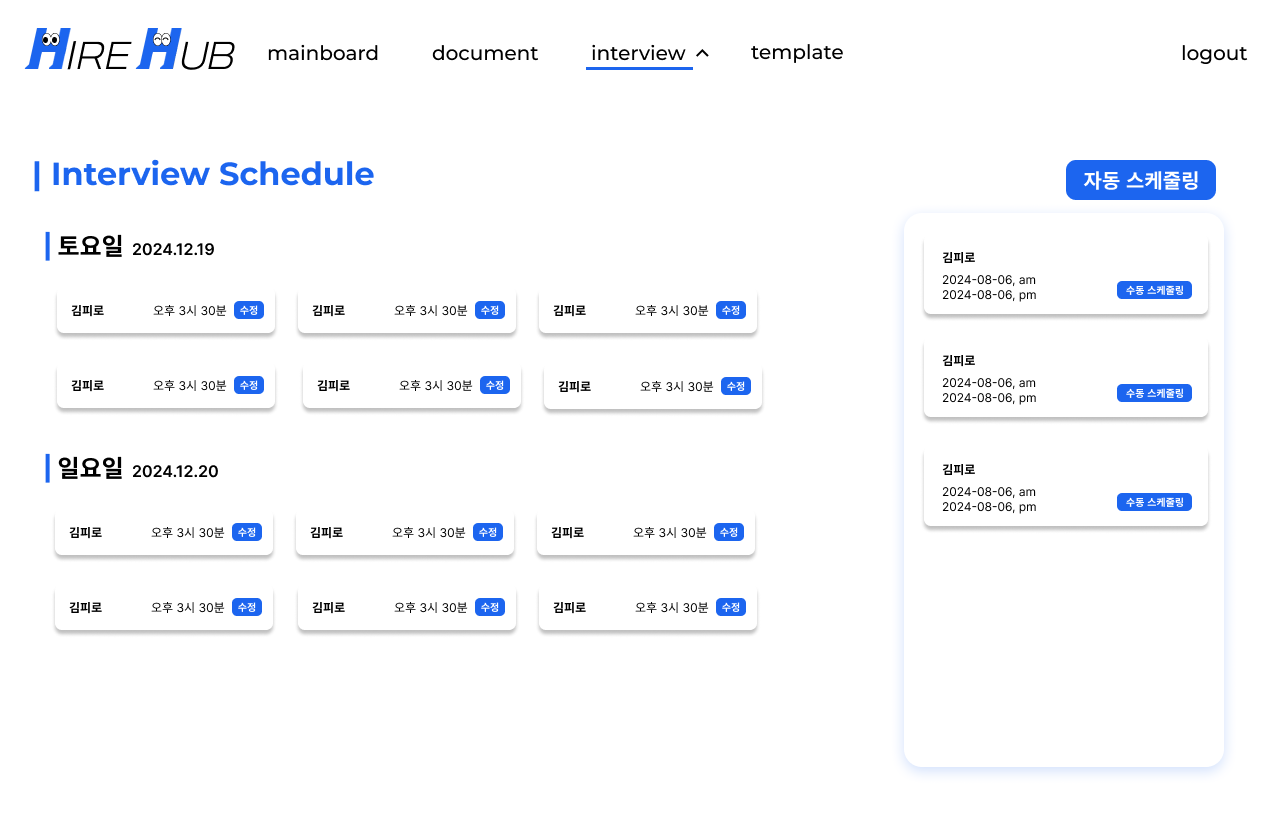 HIRE HUB mainboard document interview template logout
| Interview Schedule
자동 스케줄링
토요일 2024.12.19
김피로 오후 3시 30분 수정 김피로 오후 3시 30분 수정 김피로 오후 3시 30분 수정
김피로 오후 3시 30분 수정 김피로 오후 3시 30분 수정 김피로 오후 3시 30분 수정
일요일 2024.12.20
김피로 오후 3시 30분 수정 김피로 오후 3시 30분 수정 김피로 오후 3시 30분 수정
김피로 오후 3시 30분 수정 김피로 오후 3시 30분 수정 김피로 오후 3시 30분 수정
김피로
2024-08-06, am
2024-08-06, pm 수동 스케줄링
김피로
2024-08-06, am
2024-08-06, pm 수동 스케줄링
김피로
2024-08-06, am
2024-08-06, pm 수동 스케줄링